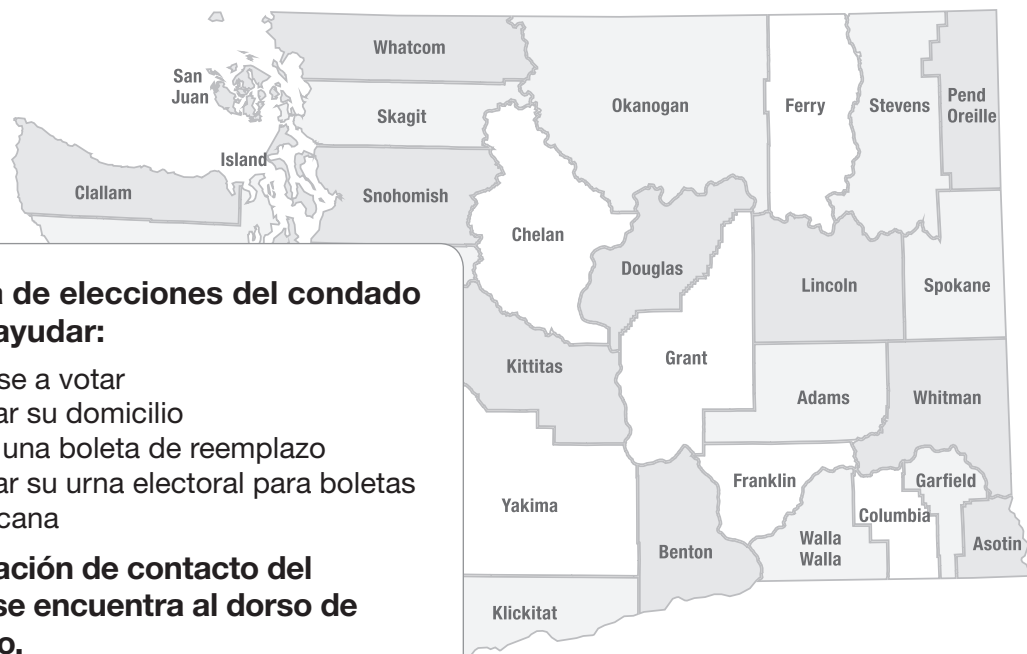 Whatcom
San
Juan
Skagit
Island
Clallam
Snohomish
Okanogan
Ferry
Stevens
Pend
Oreille
Chelan
Douglas
Lincoln
Spokane
Kittitas
Grant
Adams
Whitman
Yakima
Benton
Franklin
Walla
Walla
Columbia
Garfield
Asotin
Klickitat
de elecciones del condado
ayudar:
se a votar
ar su domicilio
una boleta de reemplazo
ar su urna electoral para boletas
cana
ación de contacto del
se encuentra al dorso de
o.